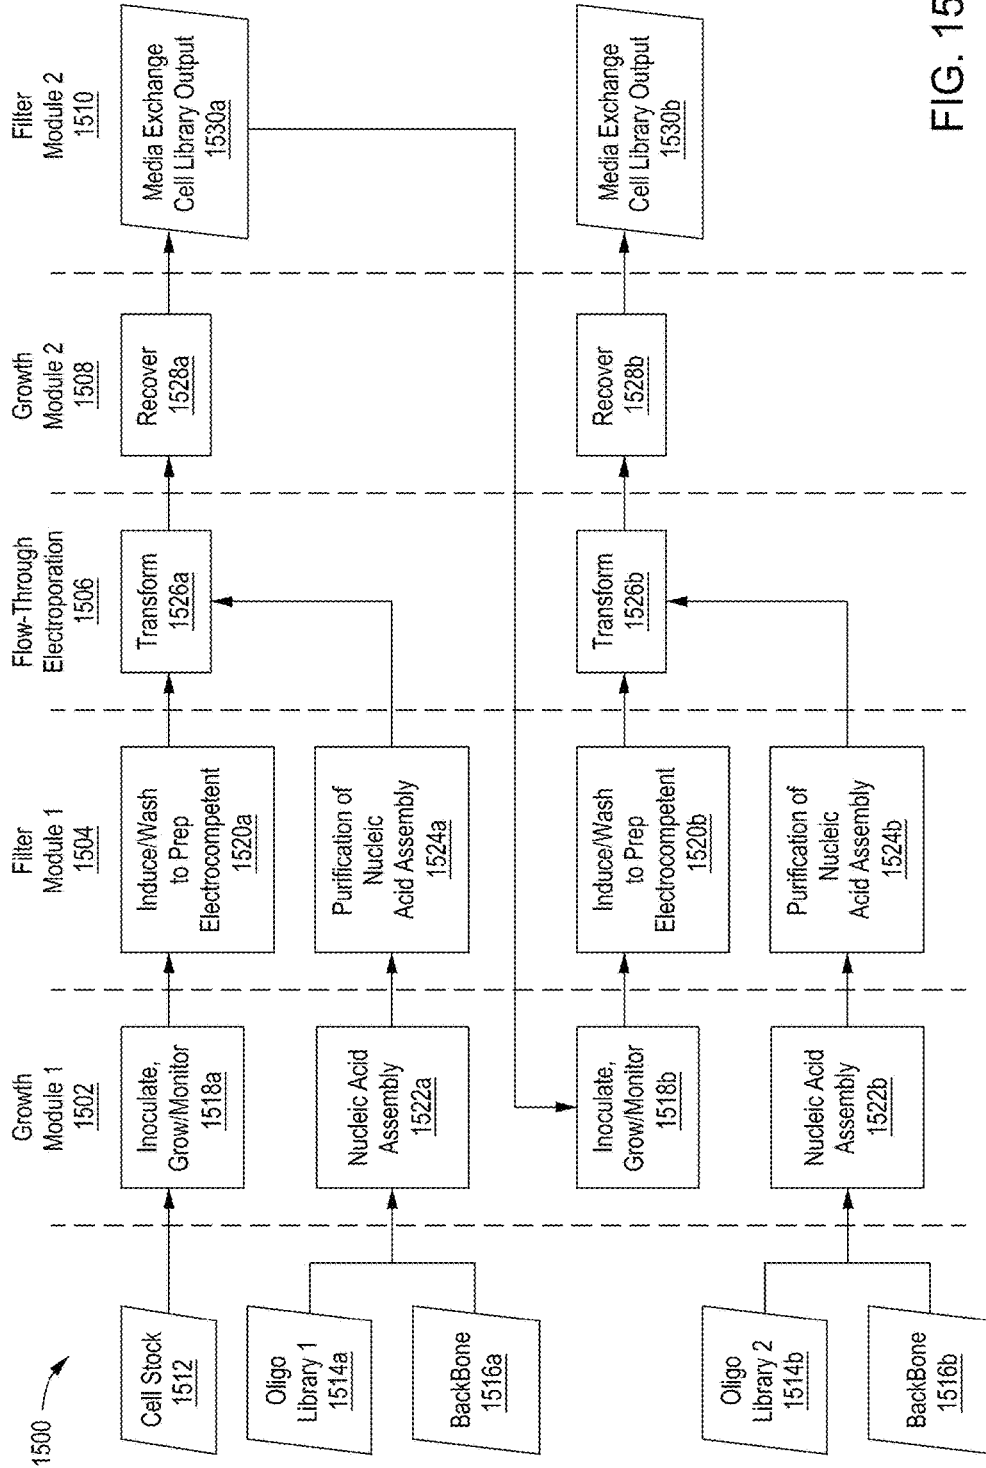 1500
Growth
Module 1
1502
Filter
Module 1
1504
Flow-Through
Electroporation
1506
Growth
Module 2
1508
Filter
Module 2
1510
Cell Stock
1512
Inoculate,
Grow/Monitor
1518a
Induce/Wash
to Prep
Electrocompetent
1520a
Transform
1526a
Recover
1528a
Media Exchange
Cell Library Output
1530a
Oligo
Library 1
1514a
BackBone
1516a
Nucleic Acid
Assembly
1522a
Purification of
Nucleic
Acid Assembly
1524a
Inoculate,
Grow/Monitor
1518b
Induce/Wash
to Prep
Electrocompetent
1520b
Transform
1526b
Recover
1528b
Media Exchange
Cell Library Output
1530b
Oligo
Library 2
1514b
BackBone
1516b
Nucleic Acid
Assembly
1522b
Purification of
Nucleic
Acid Assembly
1524b
FIG. 15